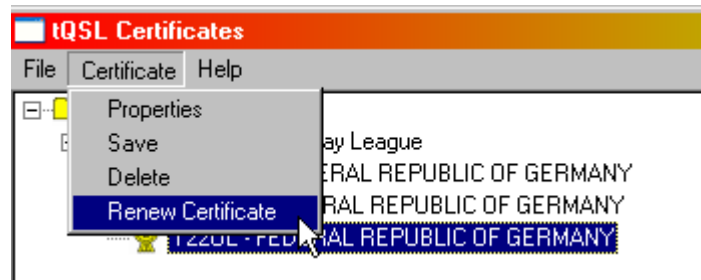 tQSL Certificates
File Certificate Help
Properties
Save
ay League
Delete
ERAL REPUBLIC OF GERMANY
Renew Certificate
RAL REPUBLIC OF GERMANY
RAL REPUBLIC OF GERMANY